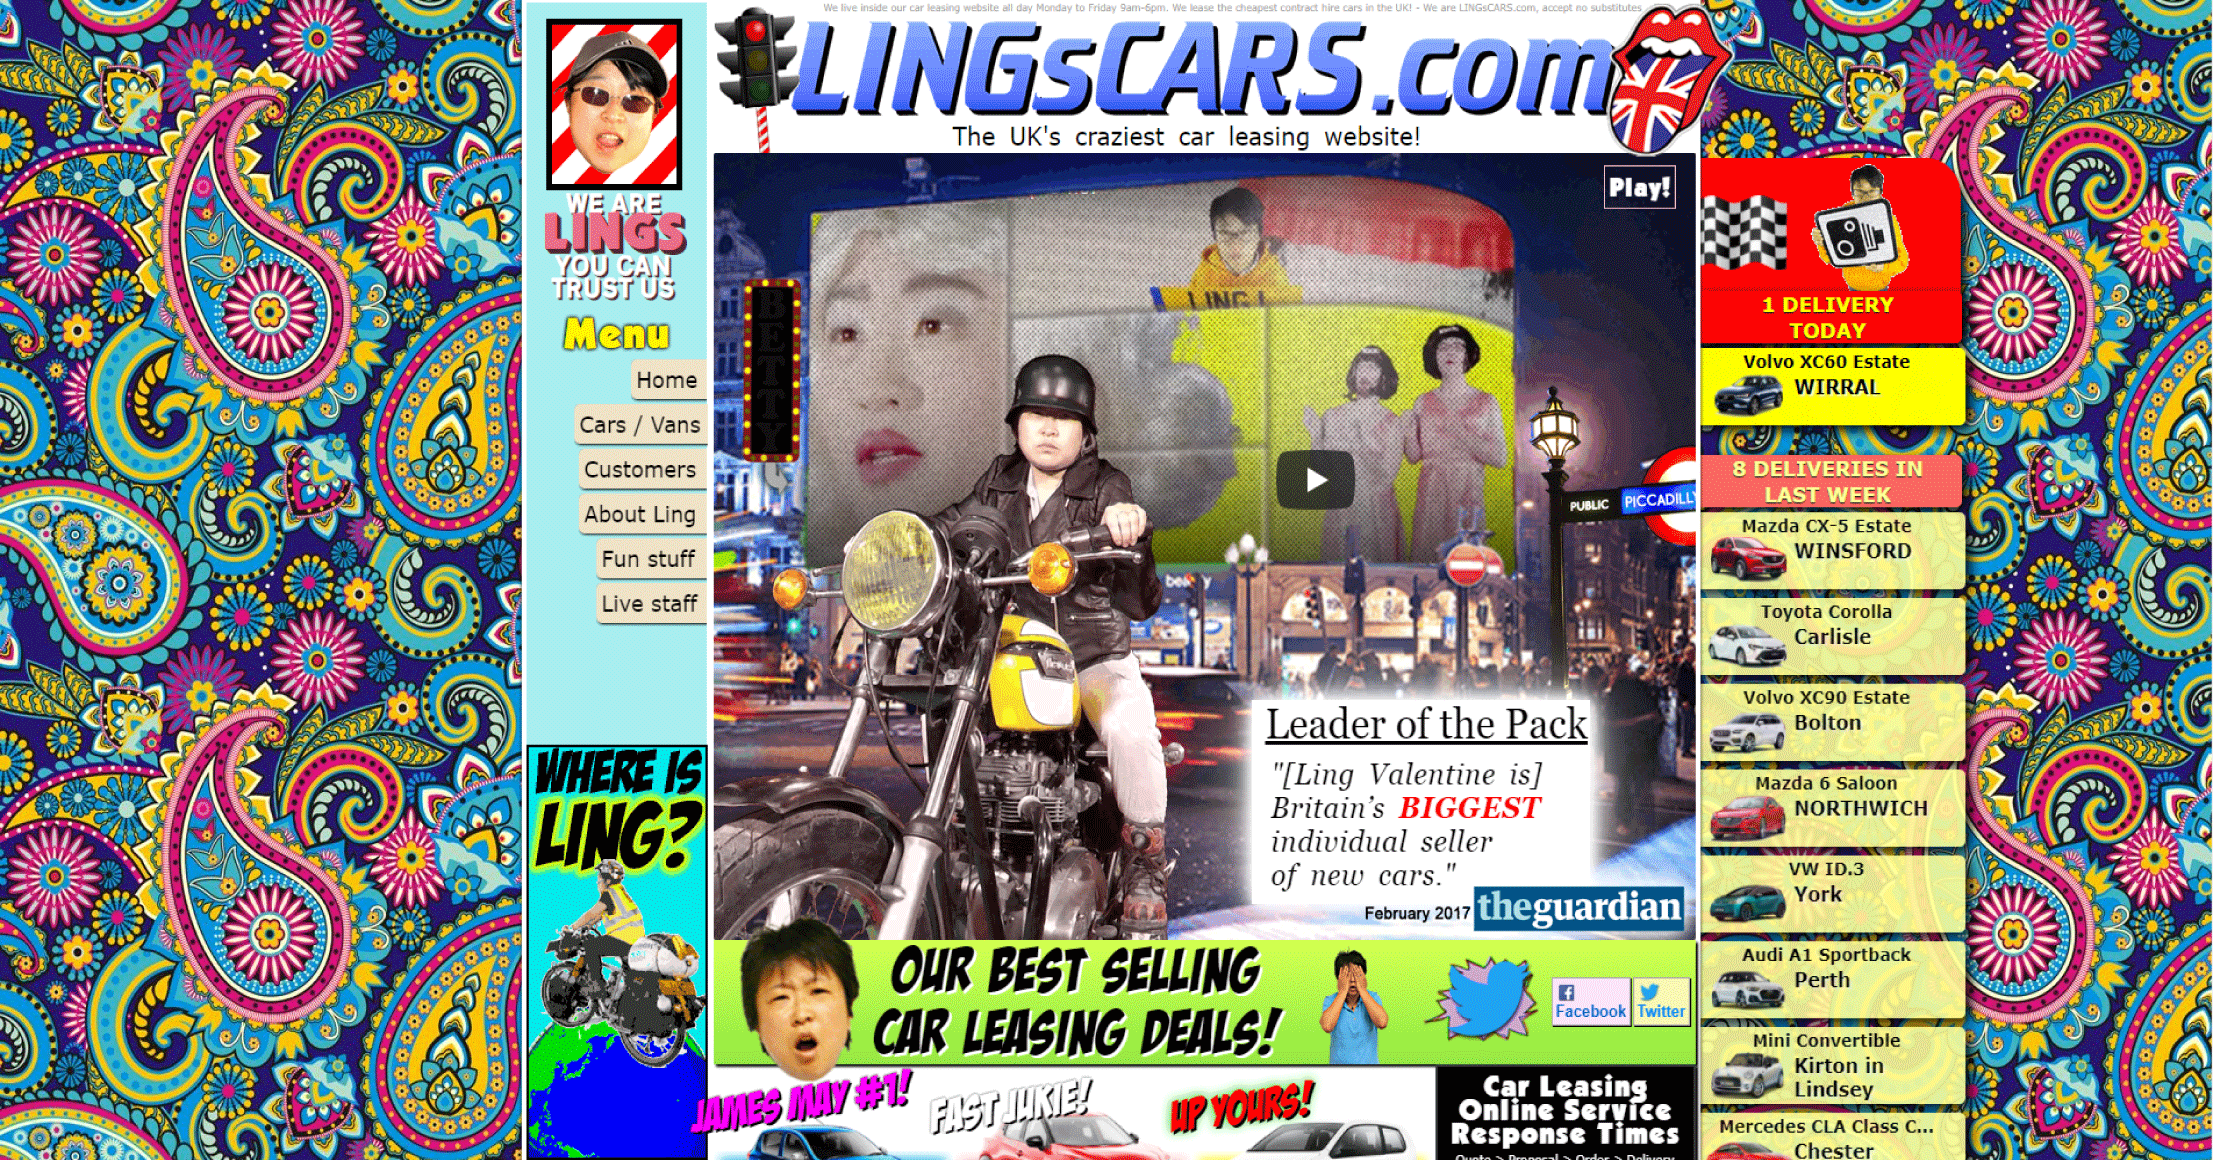 We live inside our car leasing website all day Monday to Friday 9am-6pm. We lease the cheapest contract hire cars in the UK! - We are LINGsCARS.com, accept no substitutes
LINGsCARS.com
The UK's craziest car leasing website!
WE ARE
LINGS
YOU CAN
TRUST US
Menu
Home
Cars / Vans
Customers
About Ling
Fun stuff
Live staff
WHERE IS
LING?
Play!
BETTY
LING
PUBLIC
PICCADILLY
Leader of the Pack
"[Ling Valentine is]
Britain's BIGGEST
individual seller
of new cars."
February 2017 theguardian
OUR BEST SELLING
CAR LEASING DEALS!
Facebook
Twitter
JAMES MAY #1!
FAST JUKIE!
UP YOURS!
Car Leasing
Online Service
Response Times
Quote > Proposal > Order > Delivery
1 DELIVERY
TODAY
Volvo XC60 Estate
WIRRAL
8 DELIVERIES IN
LAST WEEK
Mazda CX-5 Estate
WINSFORD
Toyota Corolla
Carlisle
Volvo XC90 Estate
Bolton
Mazda 6 Saloon
NORTHWICH
VW ID.3
York
Audi A1 Sportback
Perth
Mini Convertible
Kirton in
Lindsey
Mercedes CLA Class C...
Chester